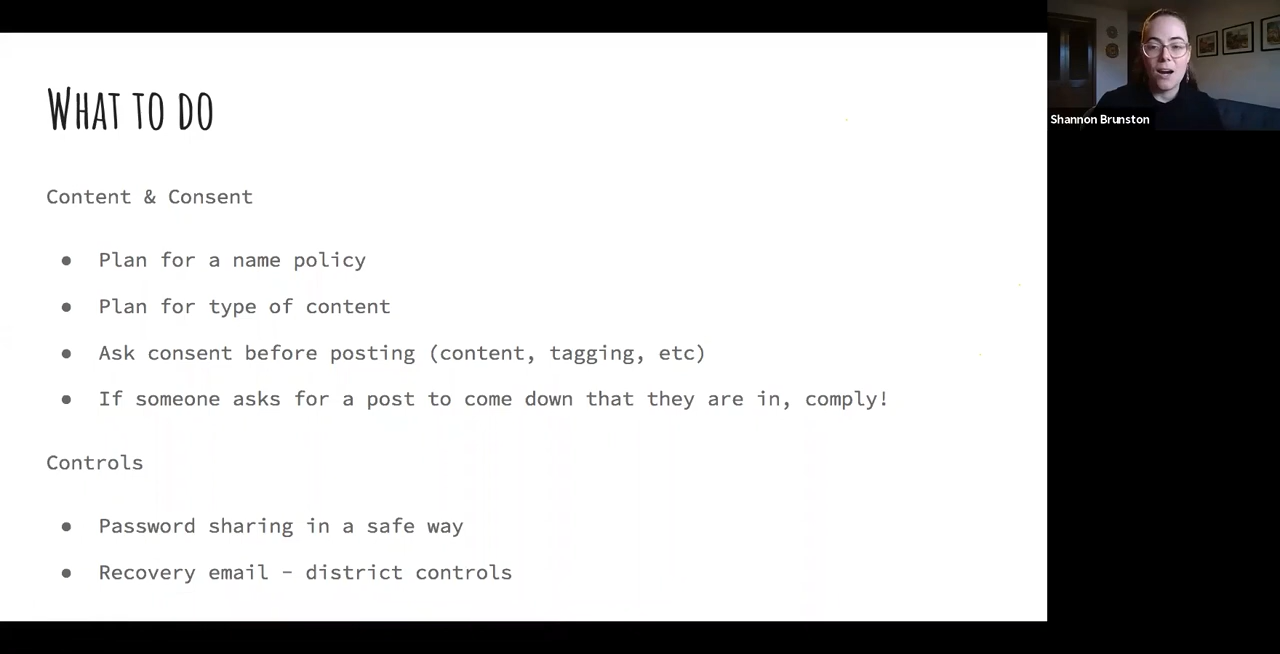 What to do
Content & Consent
● Plan for a name policy
● Plan for type of content
● Ask consent before posting (content, tagging, etc)
● If someone asks for a post to come down that they are in, comply!
Controls
● Password sharing in a safe way
● Recovery email – district controls
Shannon Brunston